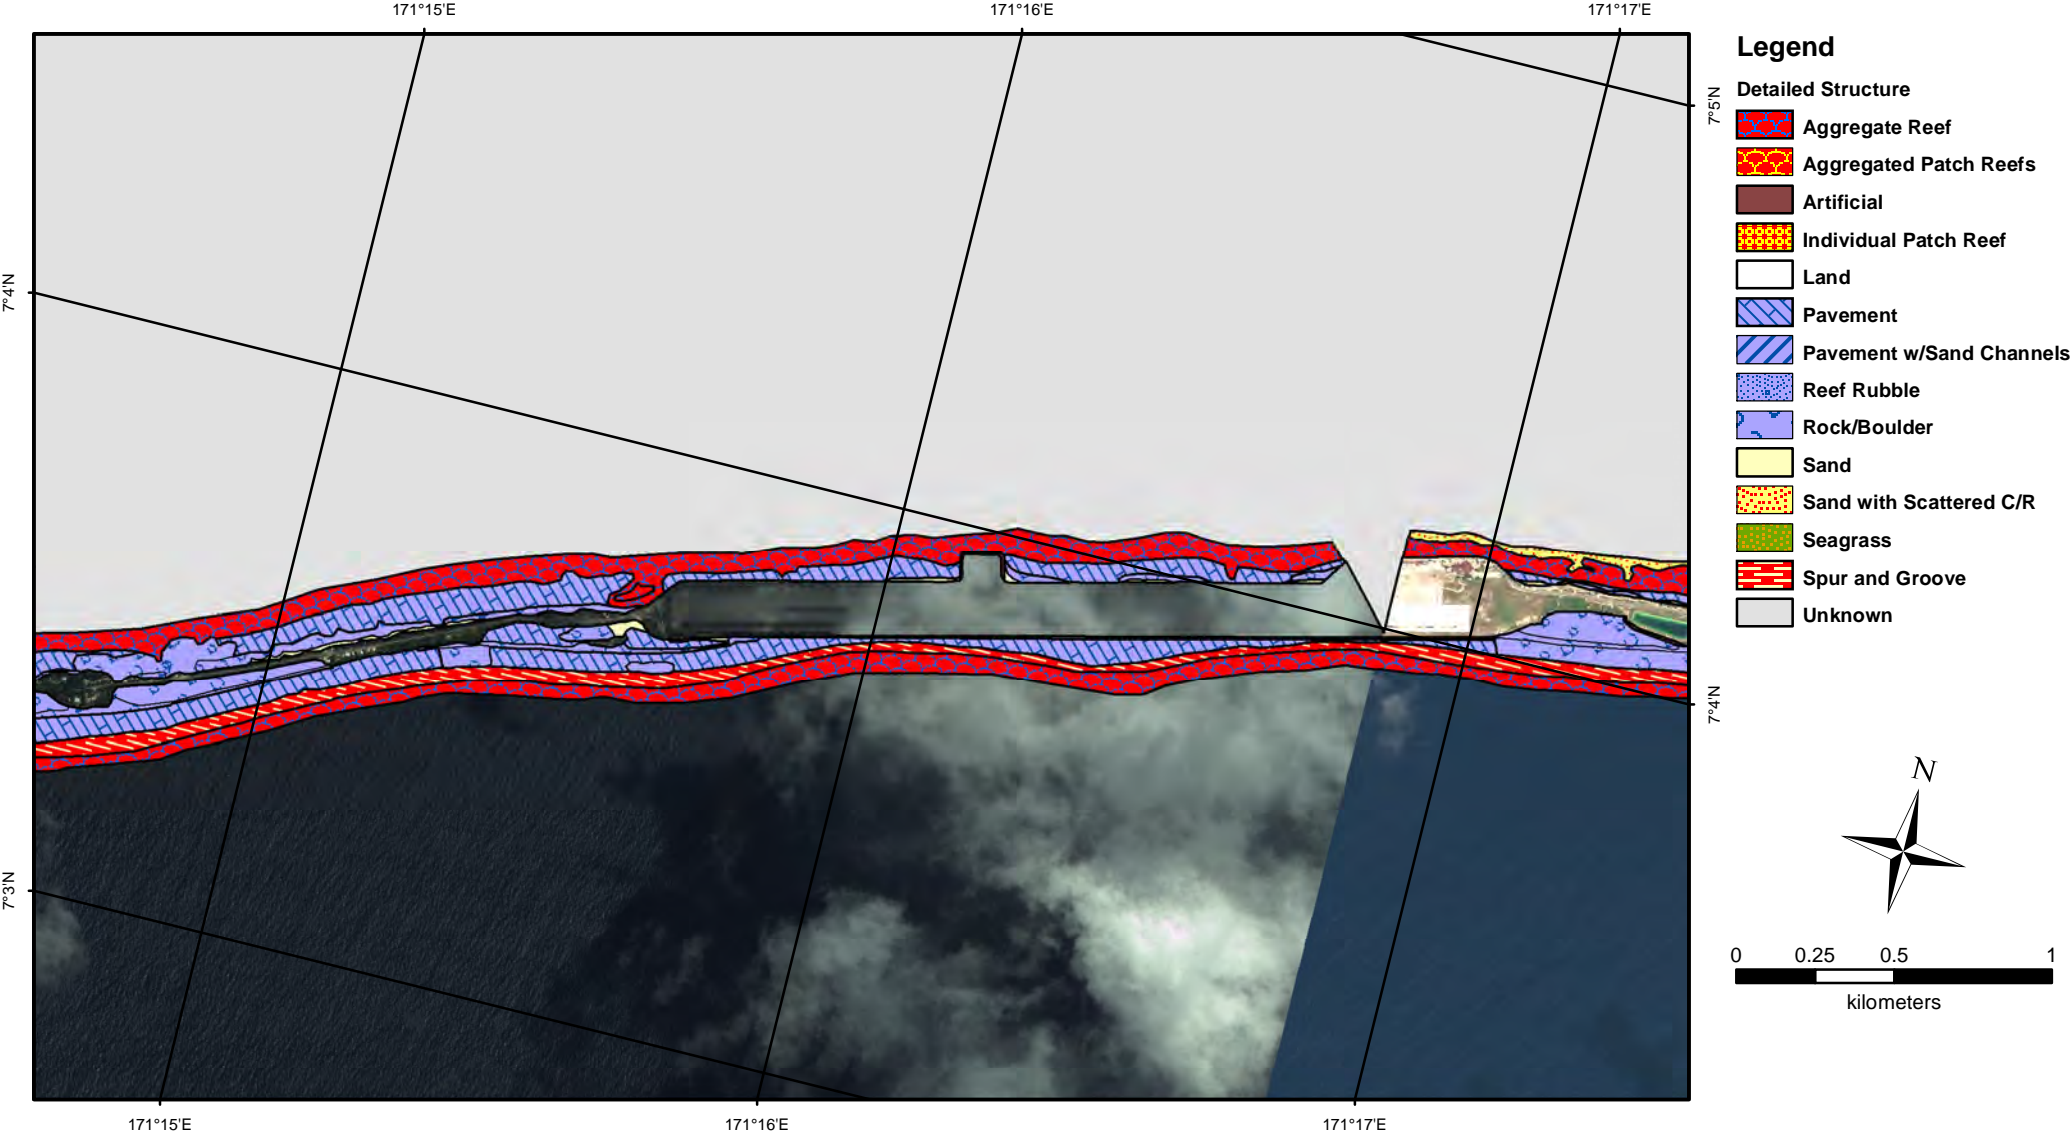 171°15'E 171°16'E 171°17'E
Legend
Detailed Structure
Aggregate Reef
Aggregated Patch Reefs
Artificial
Individual Patch Reef
Land
Pavement
Pavement w/Sand Channels
Reef Rubble
Rock/Boulder
Sand
Sand with Scattered C/R
Seagrass
Spur and Groove
Unknown
7°5'N
7°4'N
7°4'N
7°3'N
N
0 0.25 0.5 1
kilometers
171°15'E 171°16'E 171°17'E